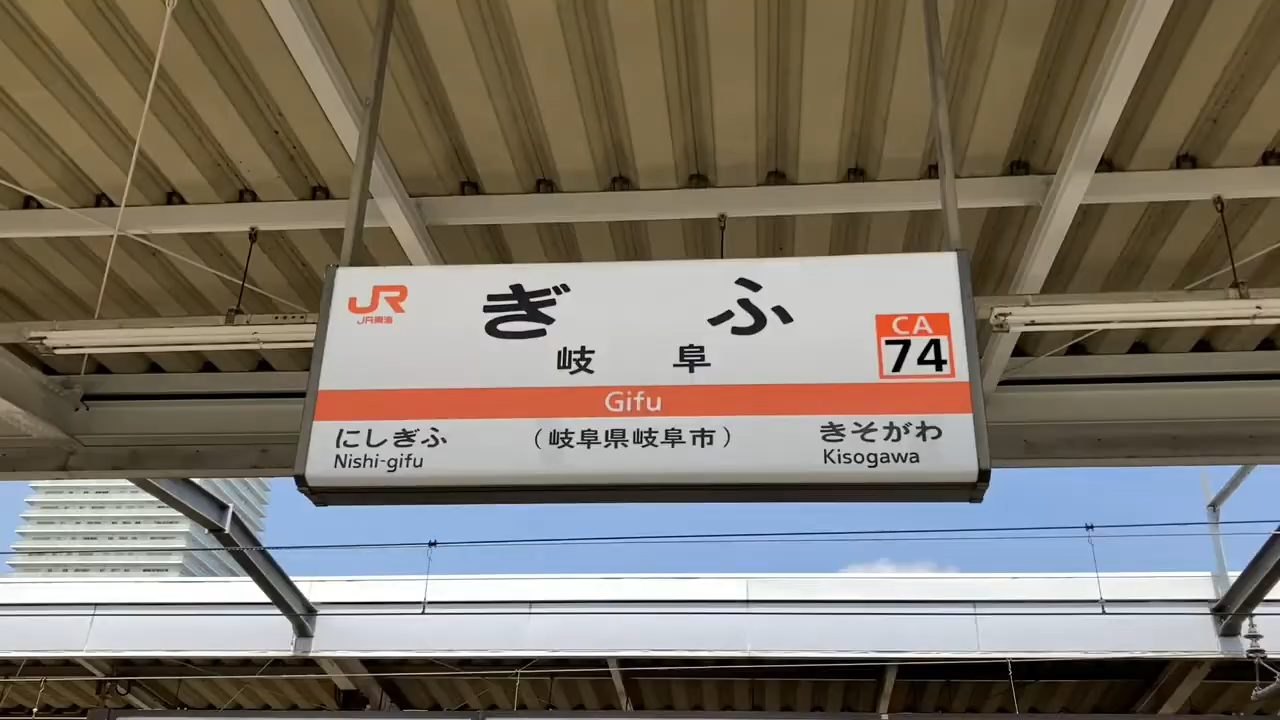 JR
JR東海
ぎふ
岐阜
CA
74
Gifu
にしぎふ
Nishi-gifu
（岐阜県岐阜市）
きそがわ
Kisogawa